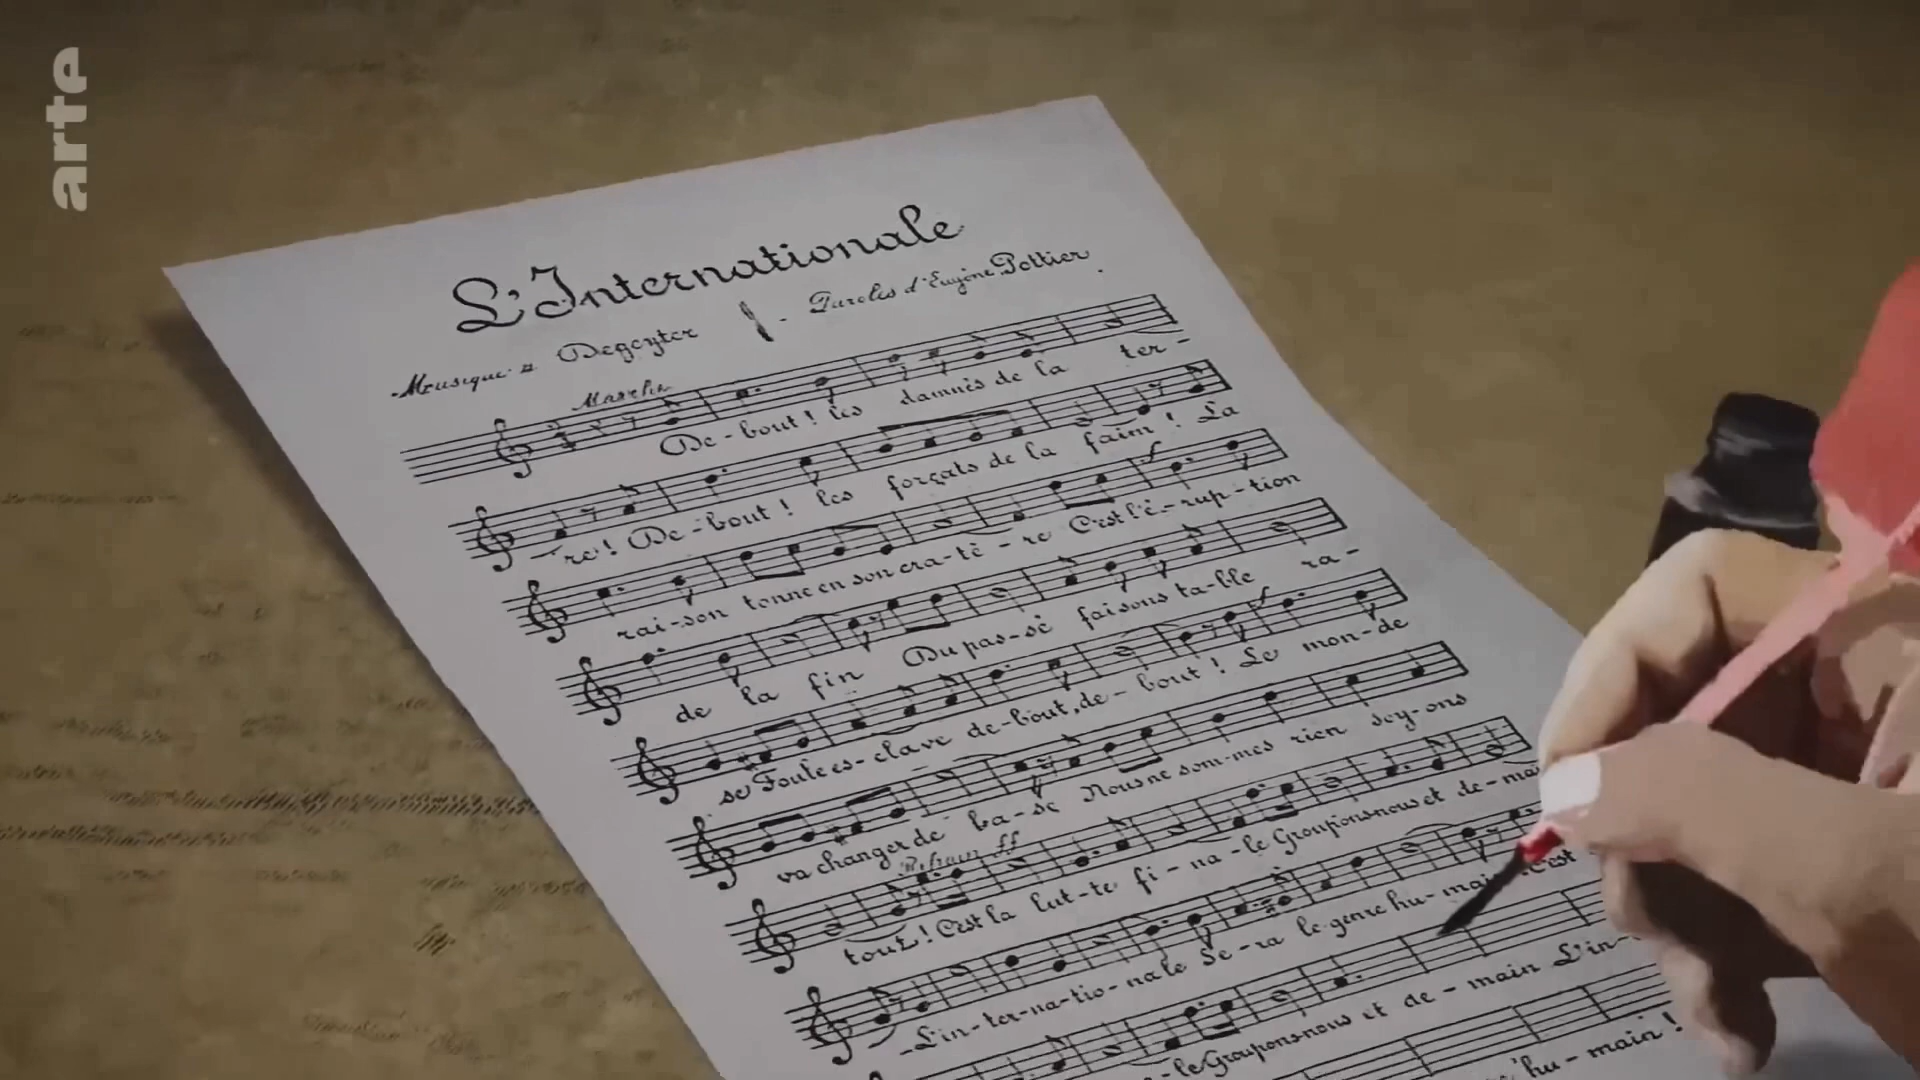 arte
L'Internationale
Musique de Degeyter - Paroles d'Eugène Pottier
Marche
De-bout! les damnés de la ter-
re! De-bout! les forçats de la faim! La
rai-son tonne en son cra-tè-re C'est l'é-rup-tion
de la fin Du pas-sé faisons ta-ble ra-
se Foule es-clave de-bout, de-bout! Le mon-de
va changer de ba-se Nous ne som-mes rien soy-ons
Refrain ff
tout! C'est la lut-te fi-na-le Groupons nous et de-mai
L'in-ter-na-tio-na-le Se-ra le genre hu-main C'est
-le Groupons nous et de-main L'in-
hu-main!